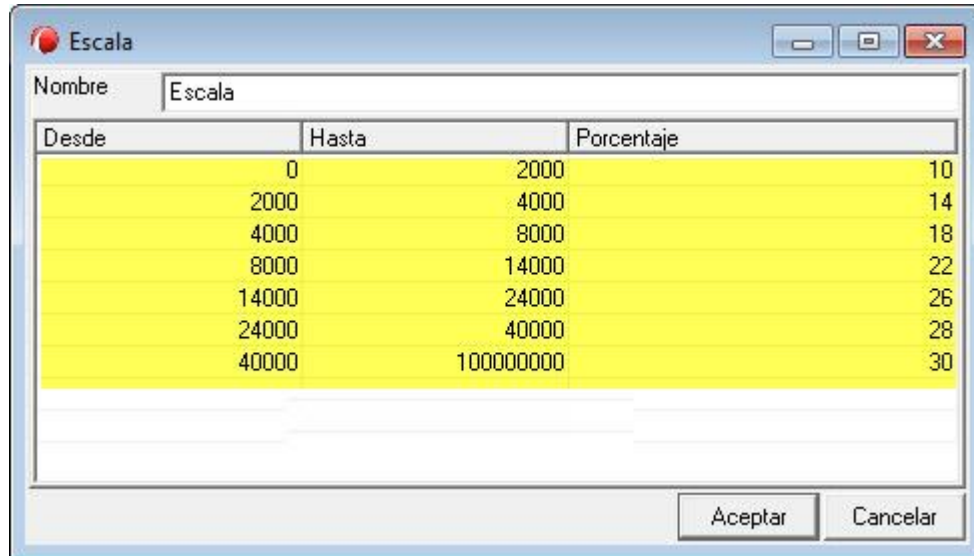 Escala
Nombre Escala
Desde Hasta Porcentaje
0 2000 10
2000 4000 14
4000 8000 18
8000 14000 22
14000 24000 26
24000 40000 28
40000 100000000 30
Aceptar Cancelar